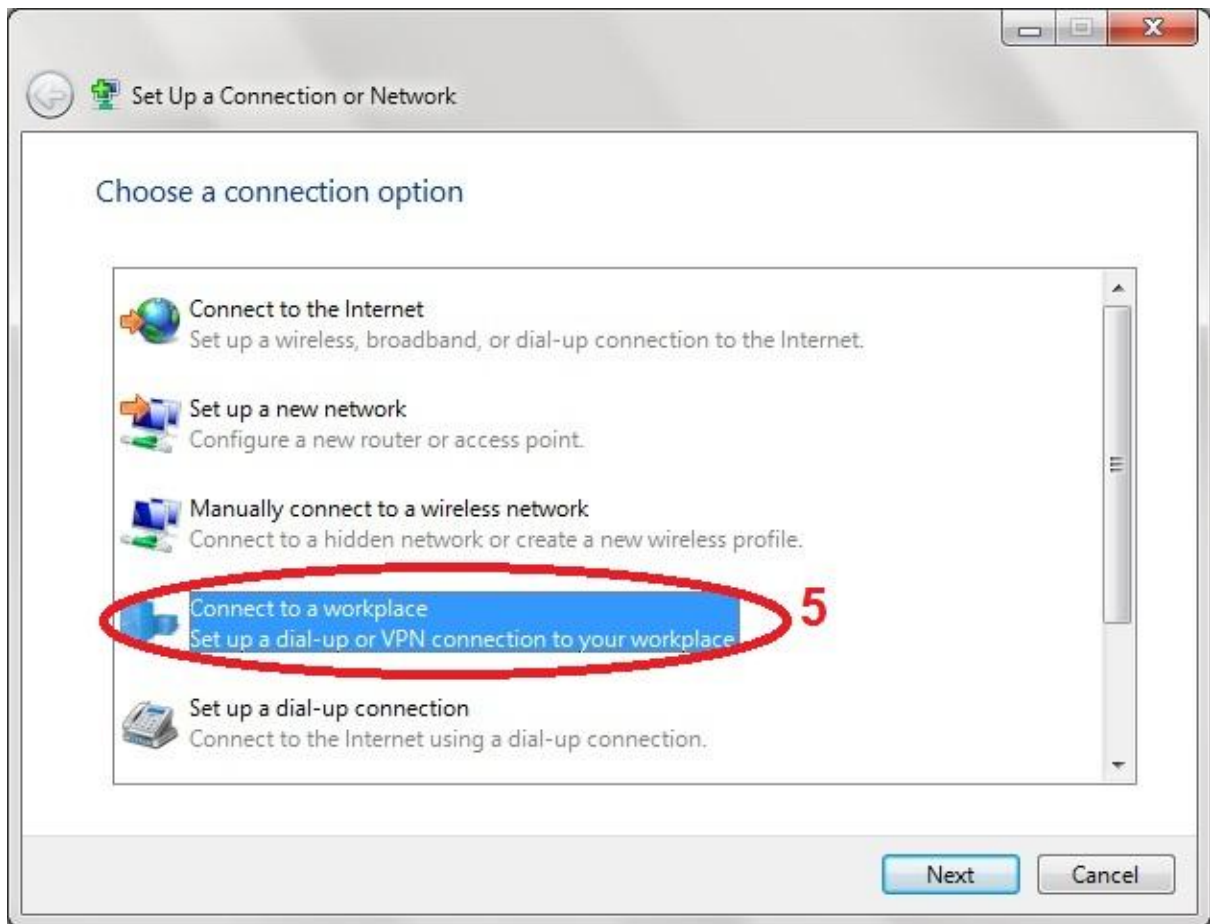 Set Up a Connection or Network
Choose a connection option
Connect to the Internet
Set up a wireless, broadband, or dial-up connection to the Internet.
Set up a new network
Configure a new router or access point.
Manually connect to a wireless network
Connect to a hidden network or create a new wireless profile.
Connect to a workplace
Set up a dial-up or VPN connection to your workplace
5
Set up a dial-up connection
Connect to the Internet using a dial-up connection.
Next
Cancel